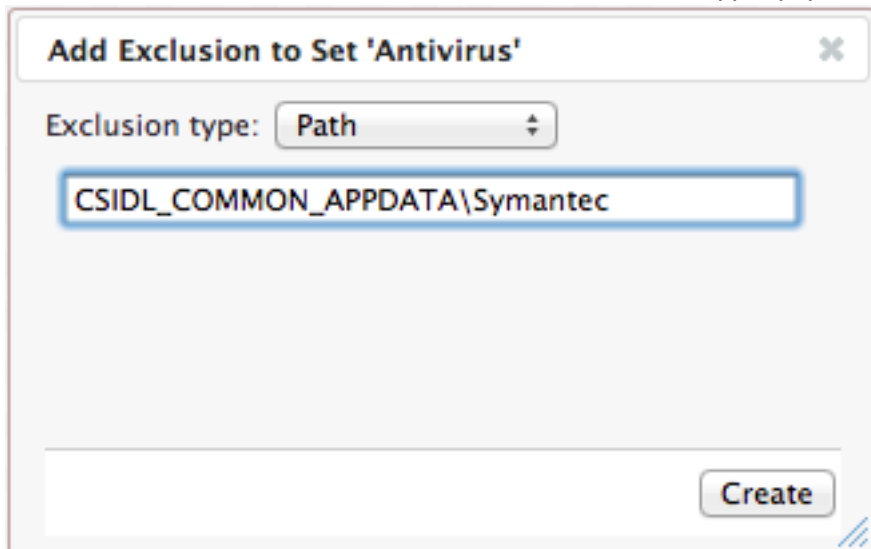 Add Exclusion to Set 'Antivirus'
Exclusion type: Path
CSIDL_COMMON_APPDATA\Symantec
Create